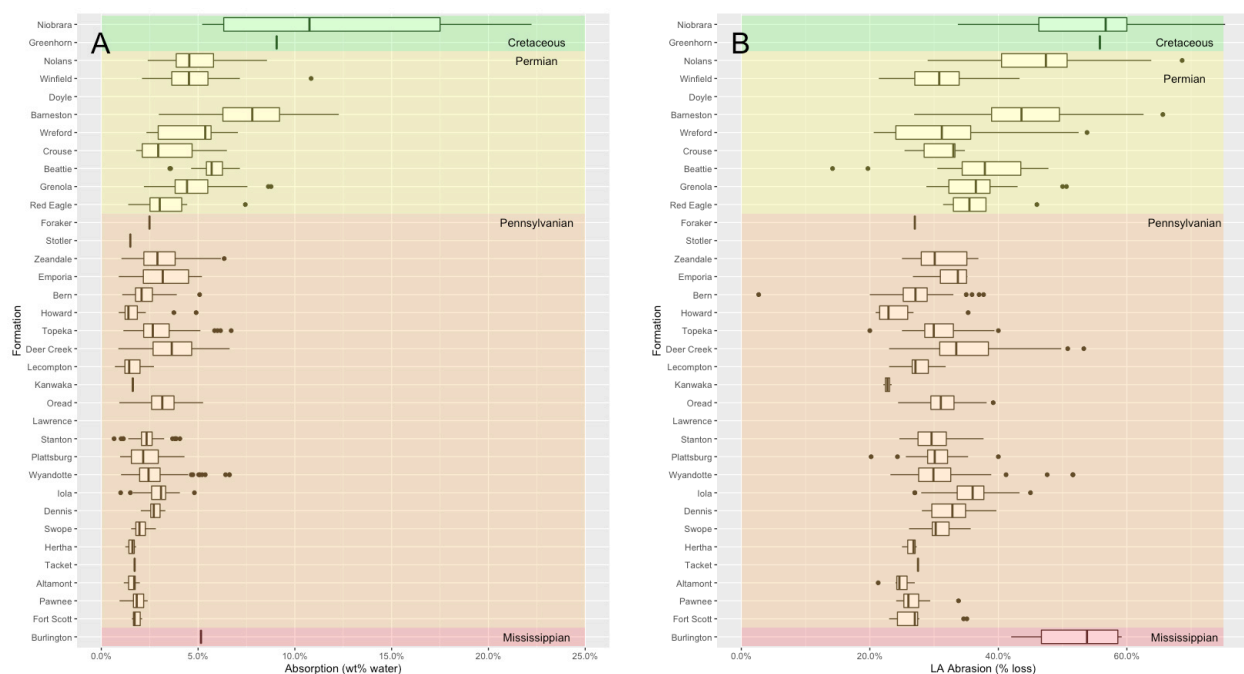 A
Niobrara
Greenhorn
Cretaceous
Nolans
Permian
Winfield
Doyle
Barneston
Wreford
Crouse
Beattie
Grenola
Red Eagle
Foraker
Pennsylvanian
Stotler
Zeandale
Emporia
Bern
Howard
Topeka
Deer Creek
Lecompton
Kanwaka
Oread
Lawrence
Stanton
Plattsburg
Wyandotte
Iola
Dennis
Swope
Hertha
Tacket
Altamont
Pawnee
Fort Scott
Burlington
Mississippian
Formation
0.0% 5.0% 10.0% 15.0% 20.0% 25.0%
Absorption (wt% water)
B
Niobrara
Greenhorn
Cretaceous
Nolans
Winfield
Permian
Doyle
Barneston
Wreford
Crouse
Beattie
Grenola
Red Eagle
Foraker
Pennsylvanian
Stotler
Zeandale
Emporia
Bern
Howard
Topeka
Deer Creek
Lecompton
Kanwaka
Oread
Lawrence
Stanton
Plattsburg
Wyandotte
Iola
Dennis
Swope
Hertha
Tacket
Altamont
Pawnee
Fort Scott
Burlington
Mississippian
Formation
0.0% 20.0% 40.0% 60.0%
LA Abrasion (% loss)